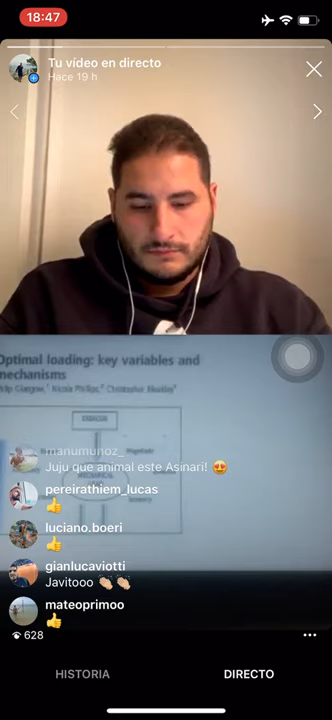 18:47
Tu vídeo en directo
Hace 19 h
Optimal loading: key variables and
mechanisms
manumunoz_
Juju que animal este Asinari! 😍
pereirathiem_lucas
👍
luciano.boeri
👍
gianlucaviotti
Javitooo 👏🏼👏🏼
mateoprimoo
👍
628
HISTORIA
DIRECTO